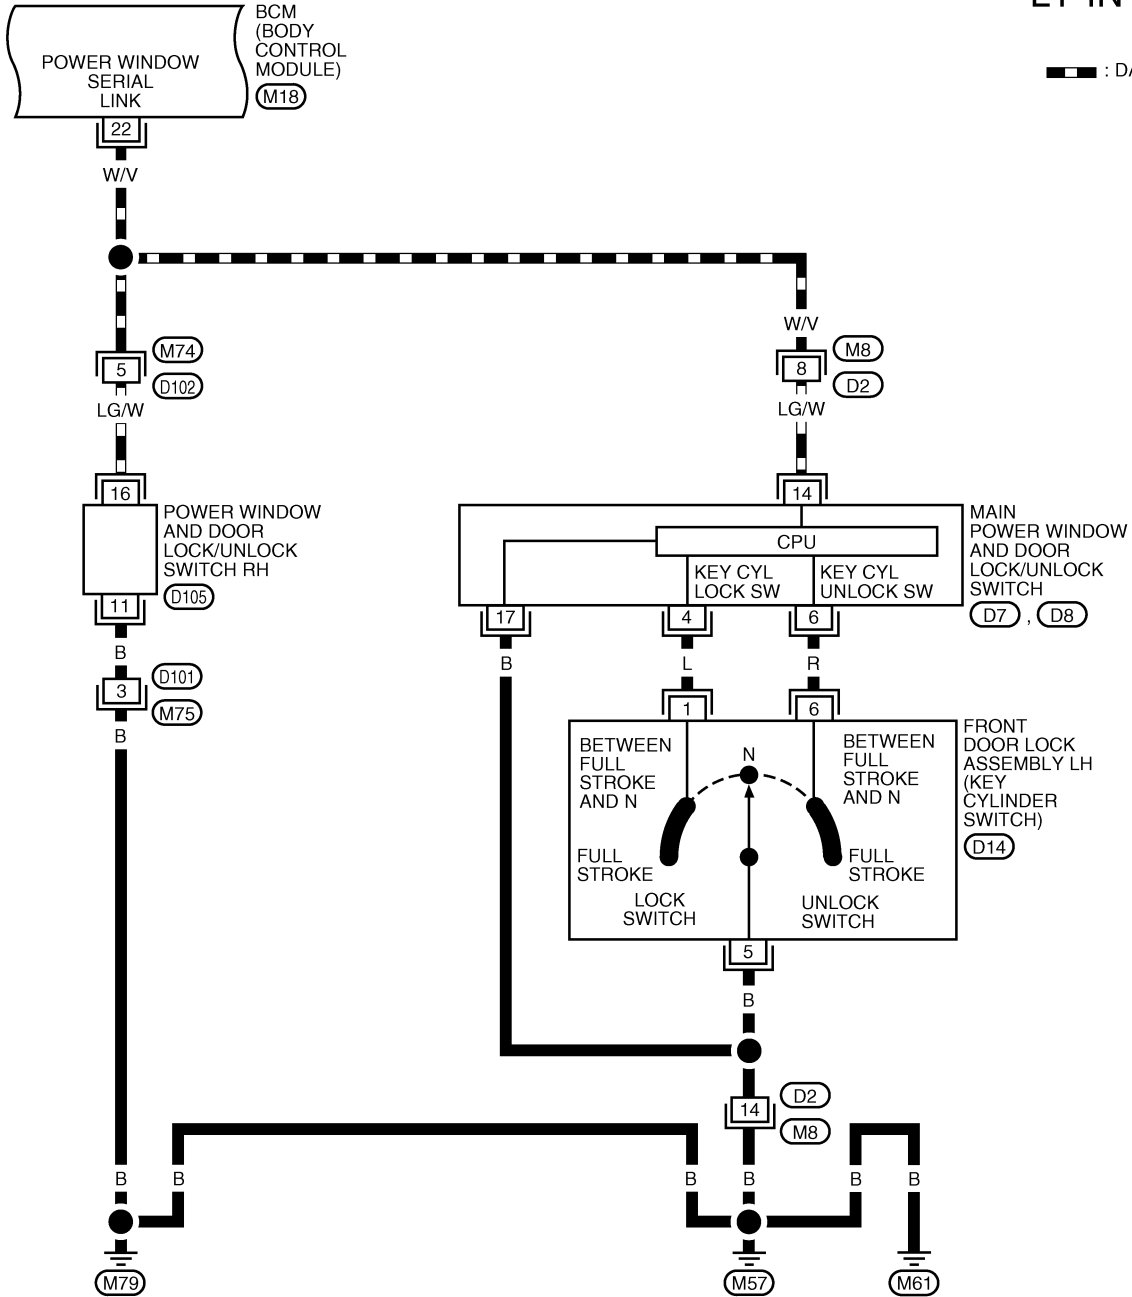 BCM
(BODY
CONTROL
MODULE)
M18
POWER WINDOW
SERIAL
LINK
22
W/V
W/V
M74
5
D102
LG/W
M8
8
D2
LG/W
16
POWER WINDOW
AND DOOR
LOCK/UNLOCK
SWITCH RH
D105
11
B
D101
3
M75
B
14
MAIN
POWER WINDOW
AND DOOR
LOCK/UNLOCK
SWITCH
D7 , D8
CPU
KEY CYL
LOCK SW
KEY CYL
UNLOCK SW
17
4
6
B
L
R
1
6
FRONT
DOOR LOCK
ASSEMBLY LH
(KEY
CYLINDER
SWITCH)
D14
BETWEEN
FULL
STROKE
AND N
N
BETWEEN
FULL
STROKE
AND N
FULL
STROKE
FULL
STROKE
LOCK
SWITCH
UNLOCK
SWITCH
5
B
14
D2
M8
B
B
B
B
B
B
M79
M57
M61